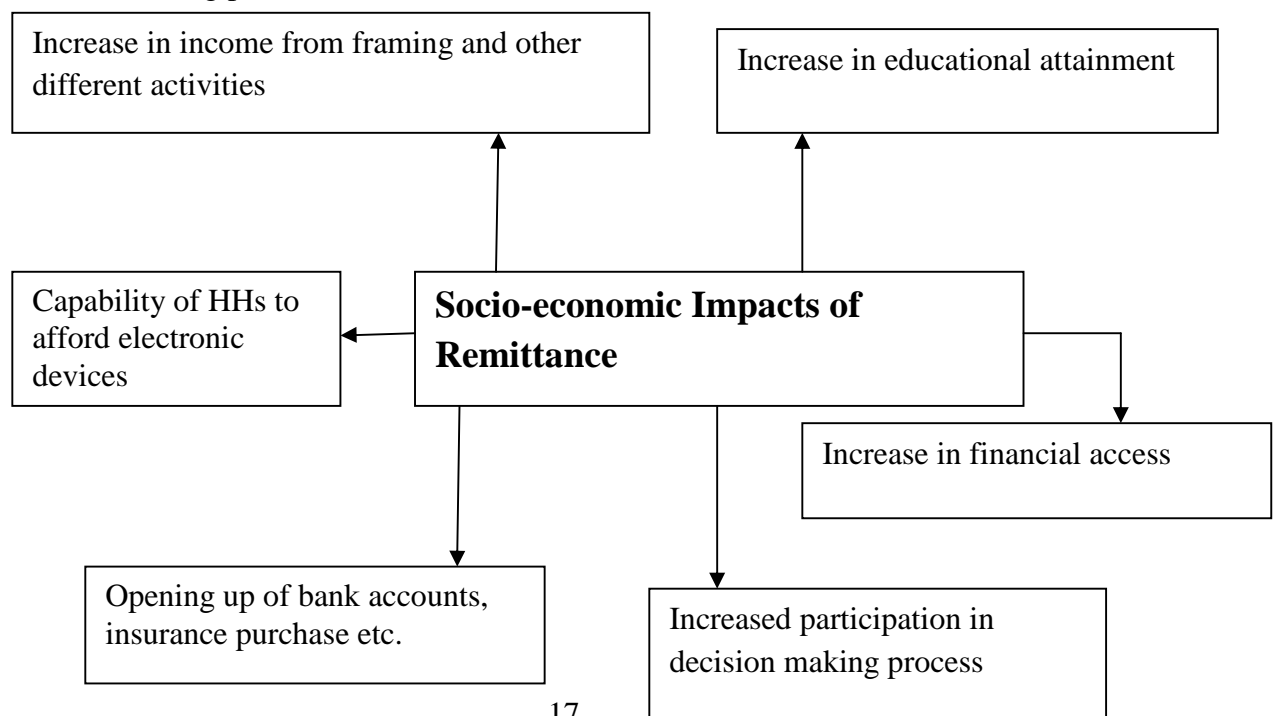 Increase in income from framing and other
different activities
Increase in educational attainment
Capability of HHs to
afford electronic
devices
Socio-economic Impacts of
Remittance
Increase in financial access
Opening up of bank accounts,
insurance purchase etc.
Increased participation in
decision making process
17